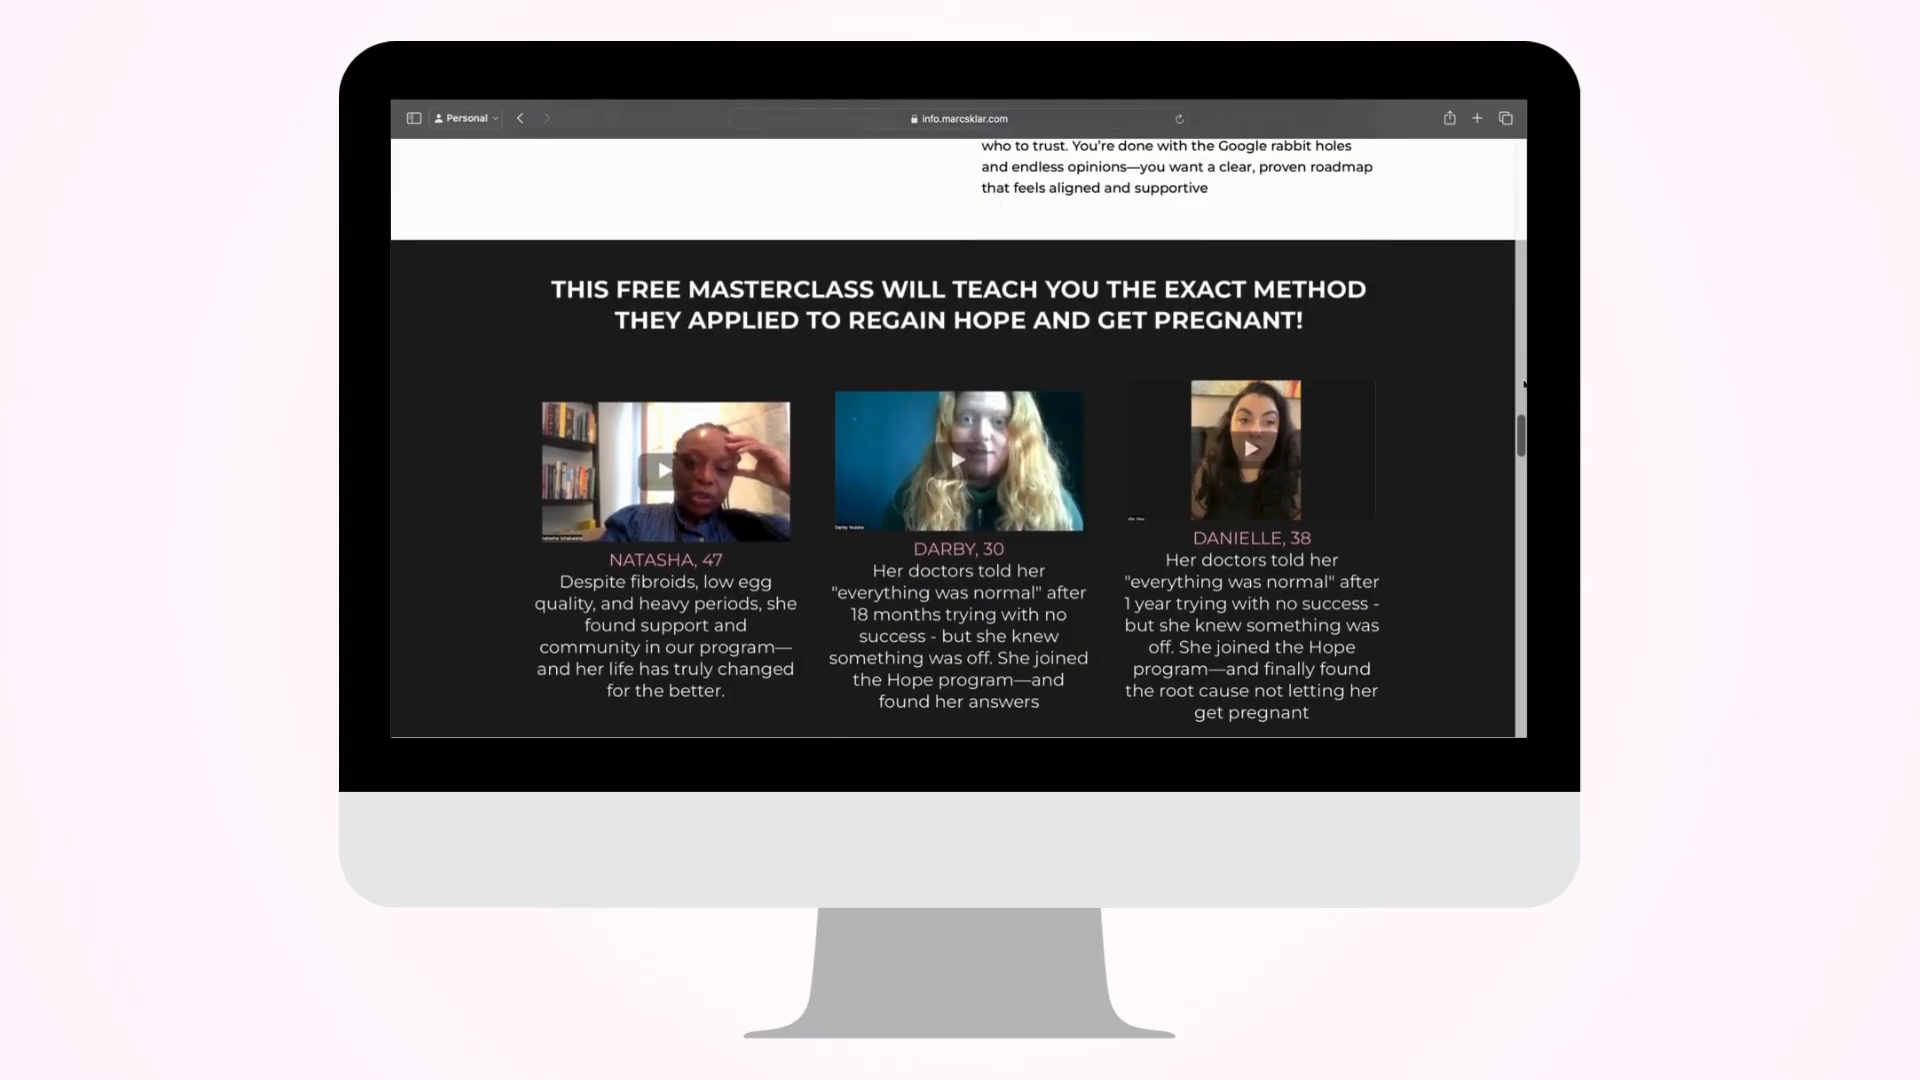 Personal
info.marcsklar.com
who to trust. You’re done with the Google rabbit holes
and endless opinions—you want a clear, proven roadmap
that feels aligned and supportive
THIS FREE MASTERCLASS WILL TEACH YOU THE EXACT METHOD
THEY APPLIED TO REGAIN HOPE AND GET PREGNANT!
NATASHA, 47
Despite fibroids, low egg
quality, and heavy periods, she
found support and
community in our program—
and her life has truly changed
for the better.
DARBY, 30
Her doctors told her
"everything was normal" after
18 months trying with no
success - but she knew
something was off. She joined
the Hope program—and
found her answers
DANIELLE, 38
Her doctors told her
"everything was normal" after
1 year trying with no success -
but she knew something was
off. She joined the Hope
program—and finally found
the root cause not letting her
get pregnant